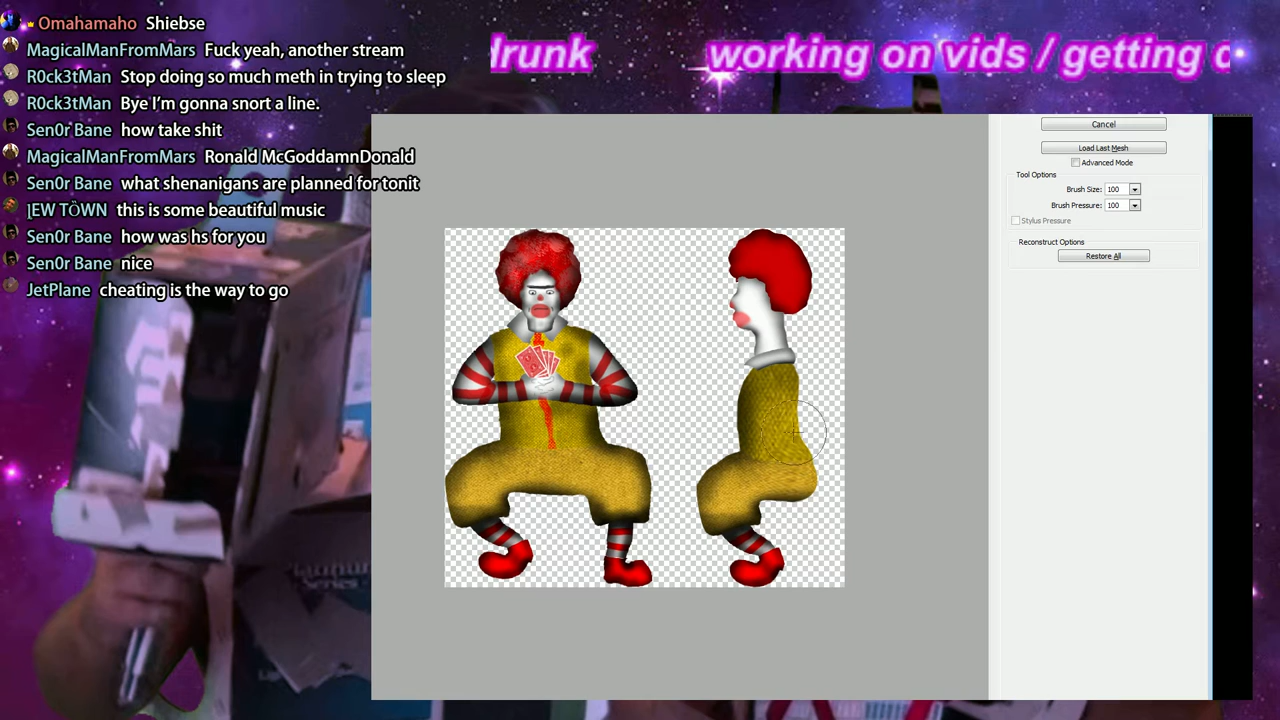 Omahamaho Shiebse
MagicalManFromMars Fuck yeah, another stream
R0ck3tMan Stop doing so much meth in trying to sleep
R0ck3tMan Bye I'm gonna snort a line.
Sen0r Bane how take shit
MagicalManFromMars Ronald McGoddamnDonald
Sen0r Bane what shenanigans are planned for tonit
ĮEW TȌWN this is some beautiful music
Sen0r Bane how was hs for you
Sen0r Bane nice
JetPlane cheating is the way to go
drunk working on vids / getting
Cancel
Load Last Mesh
Advanced Mode
Tool Options
Brush Size: 100
Brush Pressure: 100
Stylus Pressure
Reconstruct Options
Restore All
Series